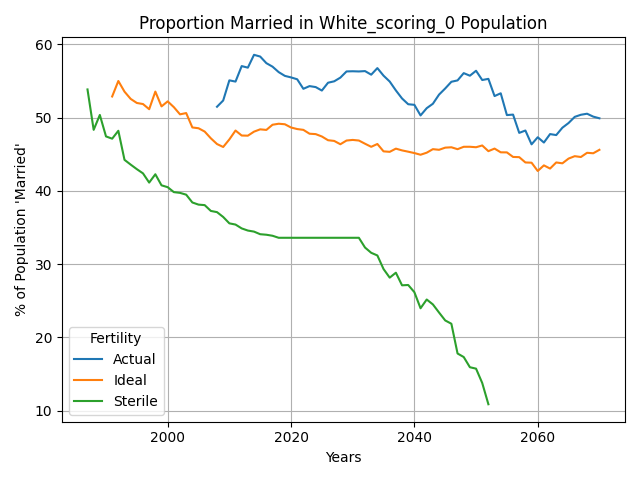 Proportion Married in White_scoring_0 Population
% of Population 'Married'
60
50
40
30
20
10
Fertility
Actual
Ideal
Sterile
2000 2020 2040 2060
Years